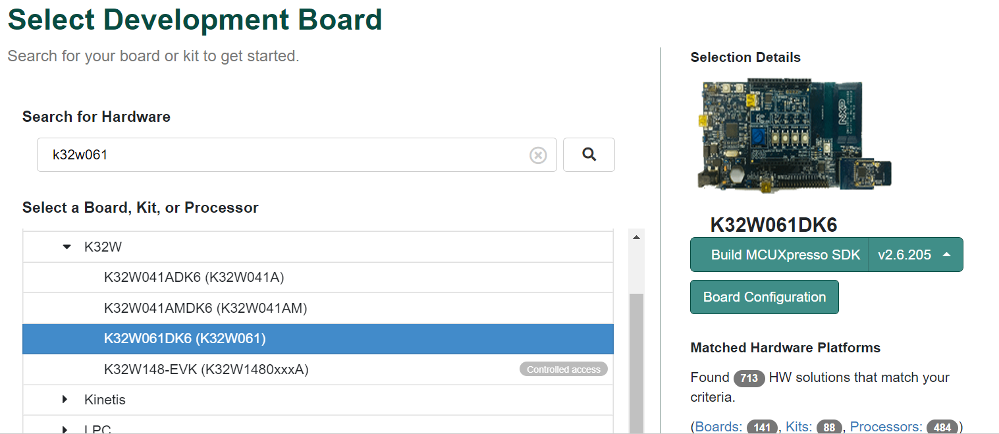 Select Development Board
Search for your board or kit to get started.
Search for Hardware
k32w061
Select a Board, Kit, or Processor
K32W
K32W041ADK6 (K32W041A)
K32W041AMDK6 (K32W041AM)
K32W061DK6 (K32W061)
K32W148-EVK (K32W1480xxxA) Controlled access
Kinetis
LPC
Selection Details
NXP
K32W061DK6
Build MCUXpresso SDK v2.6.205
Board Configuration
Matched Hardware Platforms
Found 713 HW solutions that match your
criteria.
(Boards: 141, Kits: 88, Processors: 484)